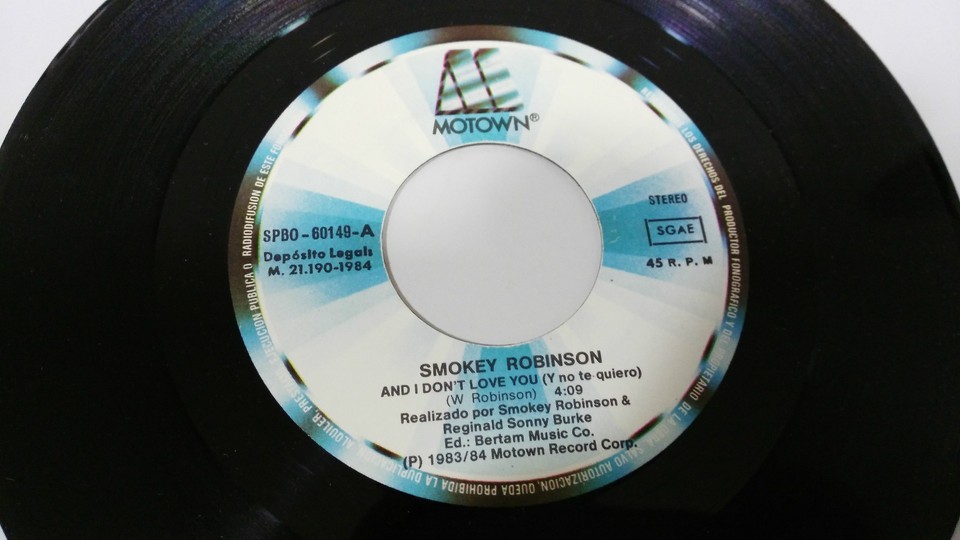 MOTOWN®
SPBO-60149-A
Depósito Legal:
M. 21.190-1984
STEREO
SGAE
45 R. P. M
SMOKEY ROBINSON
AND I DON'T LOVE YOU (Y no te quiero)
(W Robinson) 4:09
Realizado por Smokey Robinson &
Reginald Sonny Burke
Ed.: Bertam Music Co.
(P) 1983/84 Motown Record Corp.
LOS DERECHOS DEL PRODUCTOR FONOGRAFICO Y DEL PROPIETARIO DE LA SALVO AUTORIZACION, QUEDA PROHIBIDA LA DUPLICACION, ALQUILER, PUBLICA O RADIODIFUSION DE ESTE